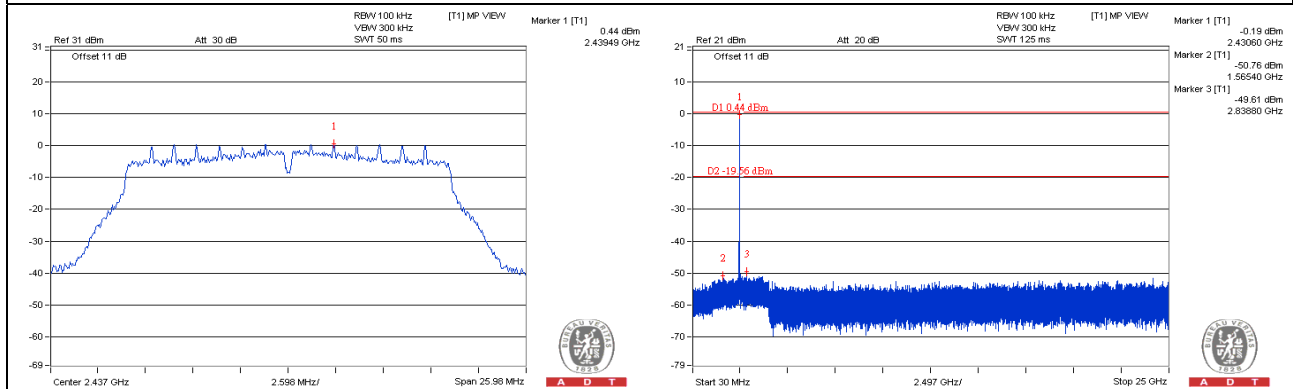 RBW 100 kHz [T1] MP VIEW
VBW 300 kHz
SWT 50 ms
Ref 31 dBm Att 30 dB
Marker 1 [T1]
0.44 dBm
2.43949 GHz
Offset 11 dB
31
20
10
0
-10
-20
-30
-40
-50
-60
-69
1
Center 2.437 GHz 2.598 MHz/ Span 25.98 MHz
BUREAU VERITAS
1828
A D T
RBW 100 kHz [T1] MP VIEW
VBW 300 kHz
SWT 125 ms
Ref 21 dBm Att 20 dB
Marker 1 [T1]
-0.19 dBm
2.43060 GHz
Marker 2 [T1]
-50.76 dBm
1.56540 GHz
Marker 3 [T1]
-49.61 dBm
2.83880 GHz
Offset 11 dB
21
10
0
-10
-20
-30
-40
-50
-60
-70
-79
1
D1 0.44 dBm
D2 -19.56 dBm
2
3
Start 30 MHz 2.497 GHz/ Stop 25 GHz
BUREAU VERITAS
1828
A D T